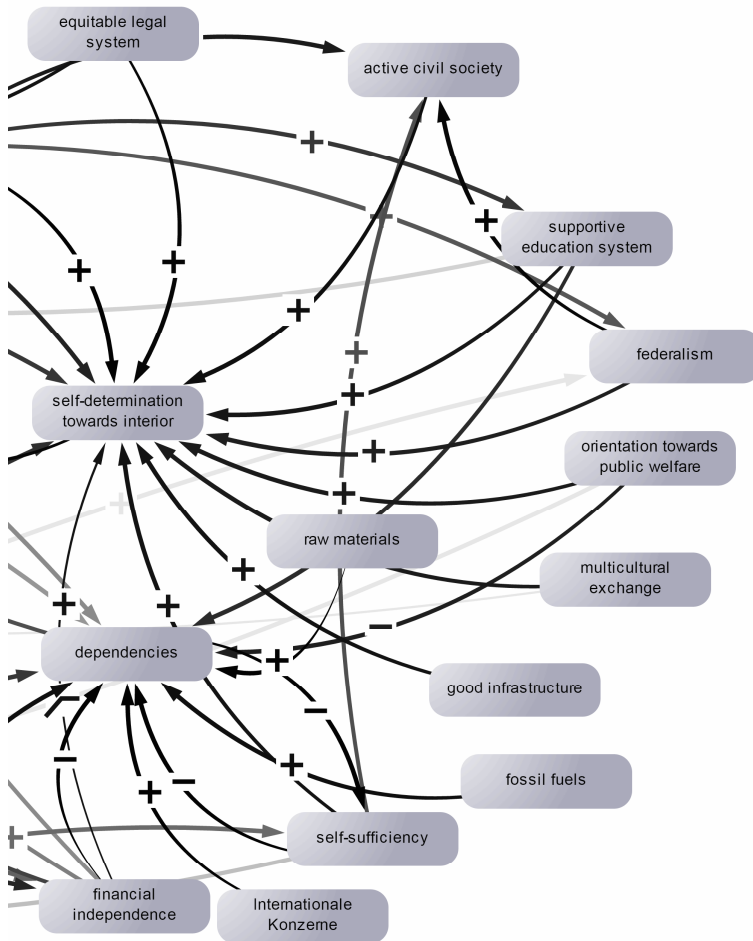 equitable legal
system
active civil society
supportive
education system
federalism
self-determination
towards interior
orientation towards
public welfare
raw materials
multicultural
exchange
dependencies
good infrastructure
fossil fuels
self-sufficiency
financial
independence
Internationale
Konzerne